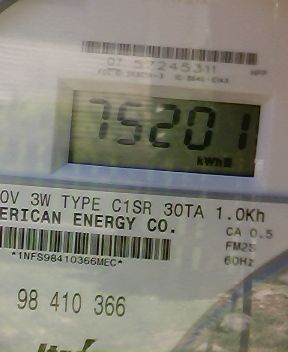 07 57245311
75201
kWh
0V 3W TYPE C1SR 30TA 1.0Kh
ERICAN ENERGY CO.
CA 0.5
FM2S
60Hz
*1NFS98410366MEC*
98 410 366